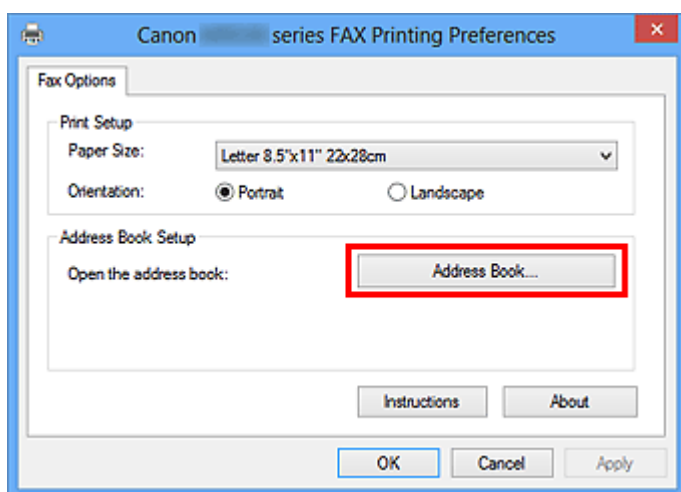 Canon series FAX Printing Preferences
Fax Options
Print Setup
Paper Size: Letter 8.5"x11" 22x28cm
Orientation: Portrait Landscape
Address Book Setup
Open the address book: Address Book...
Instructions About
OK Cancel Apply